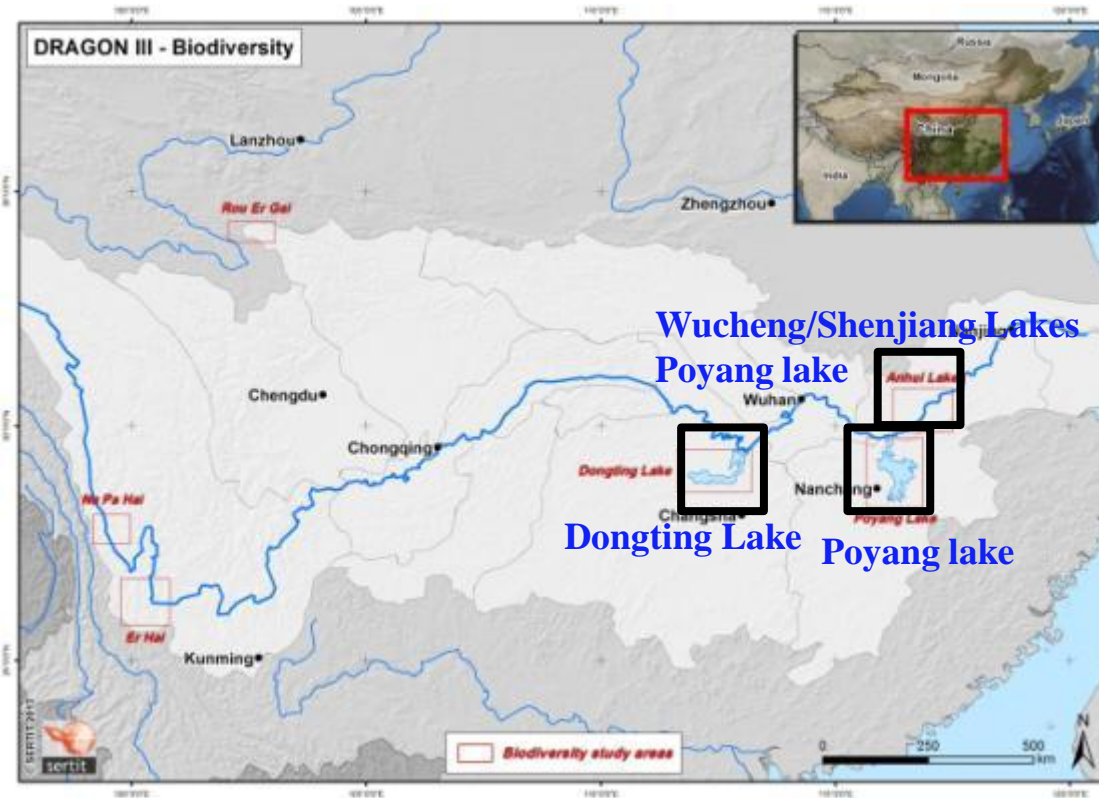 DRAGON III - Biodiversity
Russia
Mongolia
China
Japan
India
Lanzhou
Rou Er Gai
Zhengzhou
Wucheng/Shenjiang Lakes
Poyang lake
Anhui Lake
Chengdu
Wuhan
Chongqing
Dongting Lake
Nanchang
Na Pa Hai
Changsha
Poyang Lake
Dongting Lake
Poyang lake
Er Hai
Kunming
© SERTIT 2017
sertit
Biodiversity study areas
N
0 250 500
km